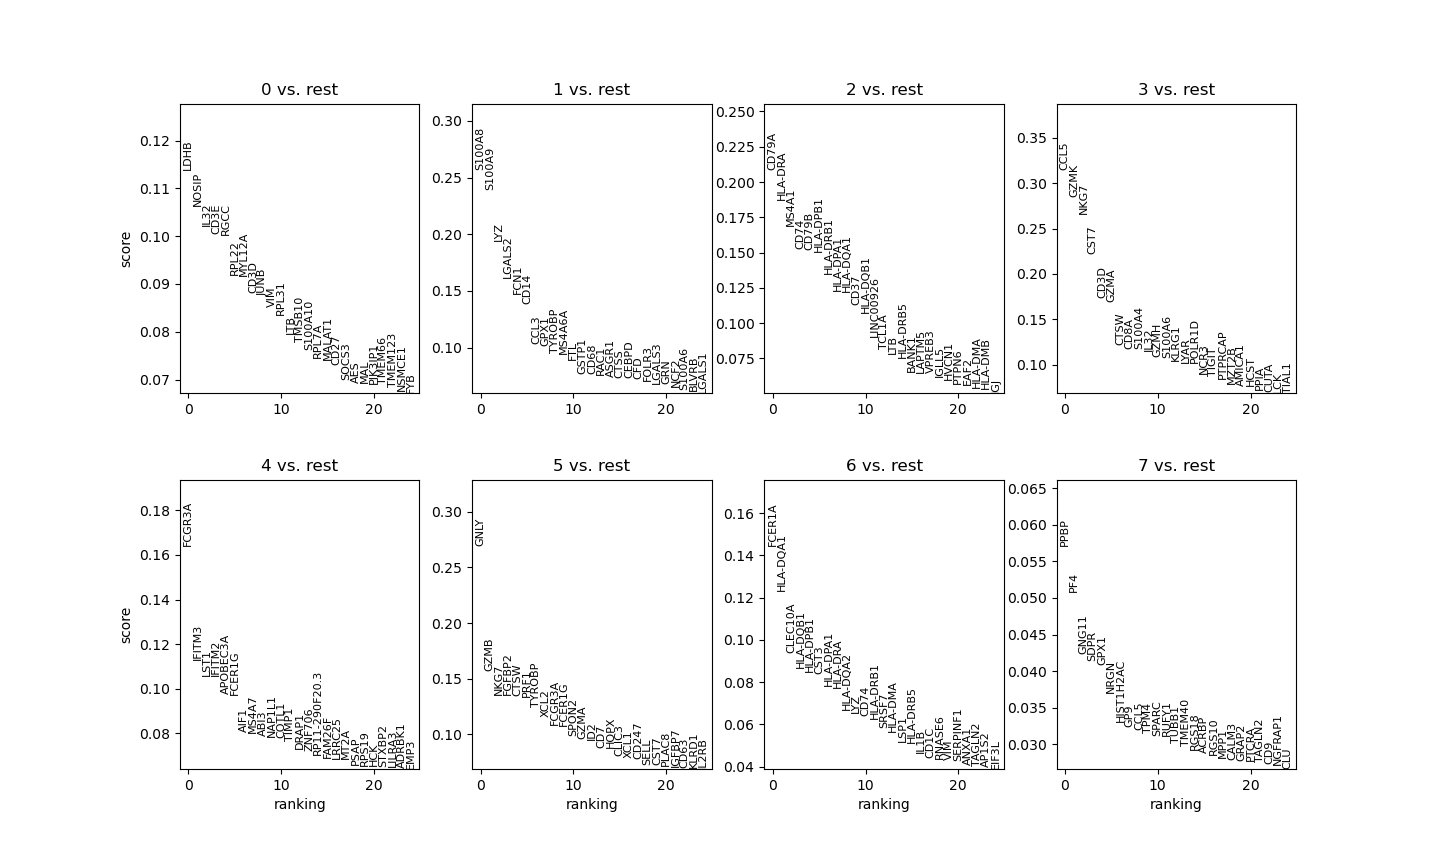 0 vs. rest
0.12
0.11
0.10
0.09
0.08
0.07
score
LDHB
NOSIP
IL32
CD3E
RGCC
RPL22
MYL12A
CD3D
JUNB
VIM
RPL31
LTB
TMSB10
S100A10
RPL7A
MALAT1
CD27
SOCS3
AES
MAL
PIK3IP1
TMEM66
TMEM123
NSMCE1
FYB
0
10
20
1 vs. rest
0.30
0.25
0.20
0.15
0.10
S100A8
S100A9
LYZ
LGALS2
FCN1
CD14
CCL3
GPX1
TYROBP
MS4A6A
FTL
GSTP1
CD68
RAC1
ASGR1
CTSS
CEBPD
CFD
FOLR3
LGALS3
GRN
NCF2
S100A6
BLVRB
LGALS1
0
10
20
2 vs. rest
0.250
0.225
0.200
0.175
0.150
0.125
0.100
0.075
CD79A
HLA-DRA
MS4A1
CD74
CD79B
HLA-DPB1
HLA-DRB1
HLA-DPA1
HLA-DQA1
CD37
HLA-DQB1
LINC00926
TCL1A
LTB
HLA-DRB5
BANK1
LAPTM5
VPREB3
IGLL5
HVCN1
PTPN6
EAF2
HLA-DMA
HLA-DMB
IGJ
0
10
20
3 vs. rest
0.35
0.30
0.25
0.20
0.15
0.10
CCL5
GZMK
NKG7
CST7
CD3D
GZMA
CTSW
CD8A
S100A4
IL32
GZMH
S100A6
KLRG1
LYAR
POLR1D
NCR3
TIGIT
PTPRCAP
MZT2B
AMICA1
HCST
PPIA
CUTA
LCK
TIAL1
0
10
20
4 vs. rest
0.18
0.16
0.14
0.12
0.10
0.08
score
FCGR3A
IFITM3
LST1
IFITM2
APOBEC3A
FCER1G
AIF1
MS4A7
ABI3
NAP1L1
COTL1
TIMP1
DRAP1
ZNF706
RP11-290F20.3
FAM26F
LRRC25
MT2A
PSAP
RPS19
HCK
STXBP2
LILRA3
ADRBK1
EMP3
0
10
20
ranking
5 vs. rest
0.30
0.25
0.20
0.15
0.10
GNLY
GZMB
NKG7
FGFBP2
CTSW
PRF1
TYROBP
XCL2
FCGR3A
FCER1G
SPON2
GZMA
ID2
CD7
HOPX
CLIC3
XCL1
CD247
SELL
CST7
PLAC8
IGFBP7
CD63
KLRD1
IL2RB
0
10
20
ranking
6 vs. rest
0.16
0.14
0.12
0.10
0.08
0.06
0.04
FCER1A
HLA-DQA1
CLEC10A
HLA-DQB1
HLA-DPB1
CST3
HLA-DPA1
HLA-DRA
HLA-DQA2
LYZ
CD74
HLA-DRB1
SRSF7
HLA-DMA
LSP1
HLA-DRB5
IL1B
CD1C
RNASE6
VIM
SERPINF1
ANXA1
TAGLN2
AP1S2
EIF3L
0
10
20
ranking
7 vs. rest
0.065
0.060
0.055
0.050
0.045
0.040
0.035
0.030
PPBP
PF4
GNG11
SDPR
GPX1
NRGN
HIST1H2AC
GP9
CCL5
TPM4
SPARC
RUFY1
TUBB1
TMEM40
RGS18
ACRBP
RGS10
MPP1
CALM3
GRAP2
PTCRA
TAGLN2
CD9
NGFRAP1
CLU
0
10
20
ranking